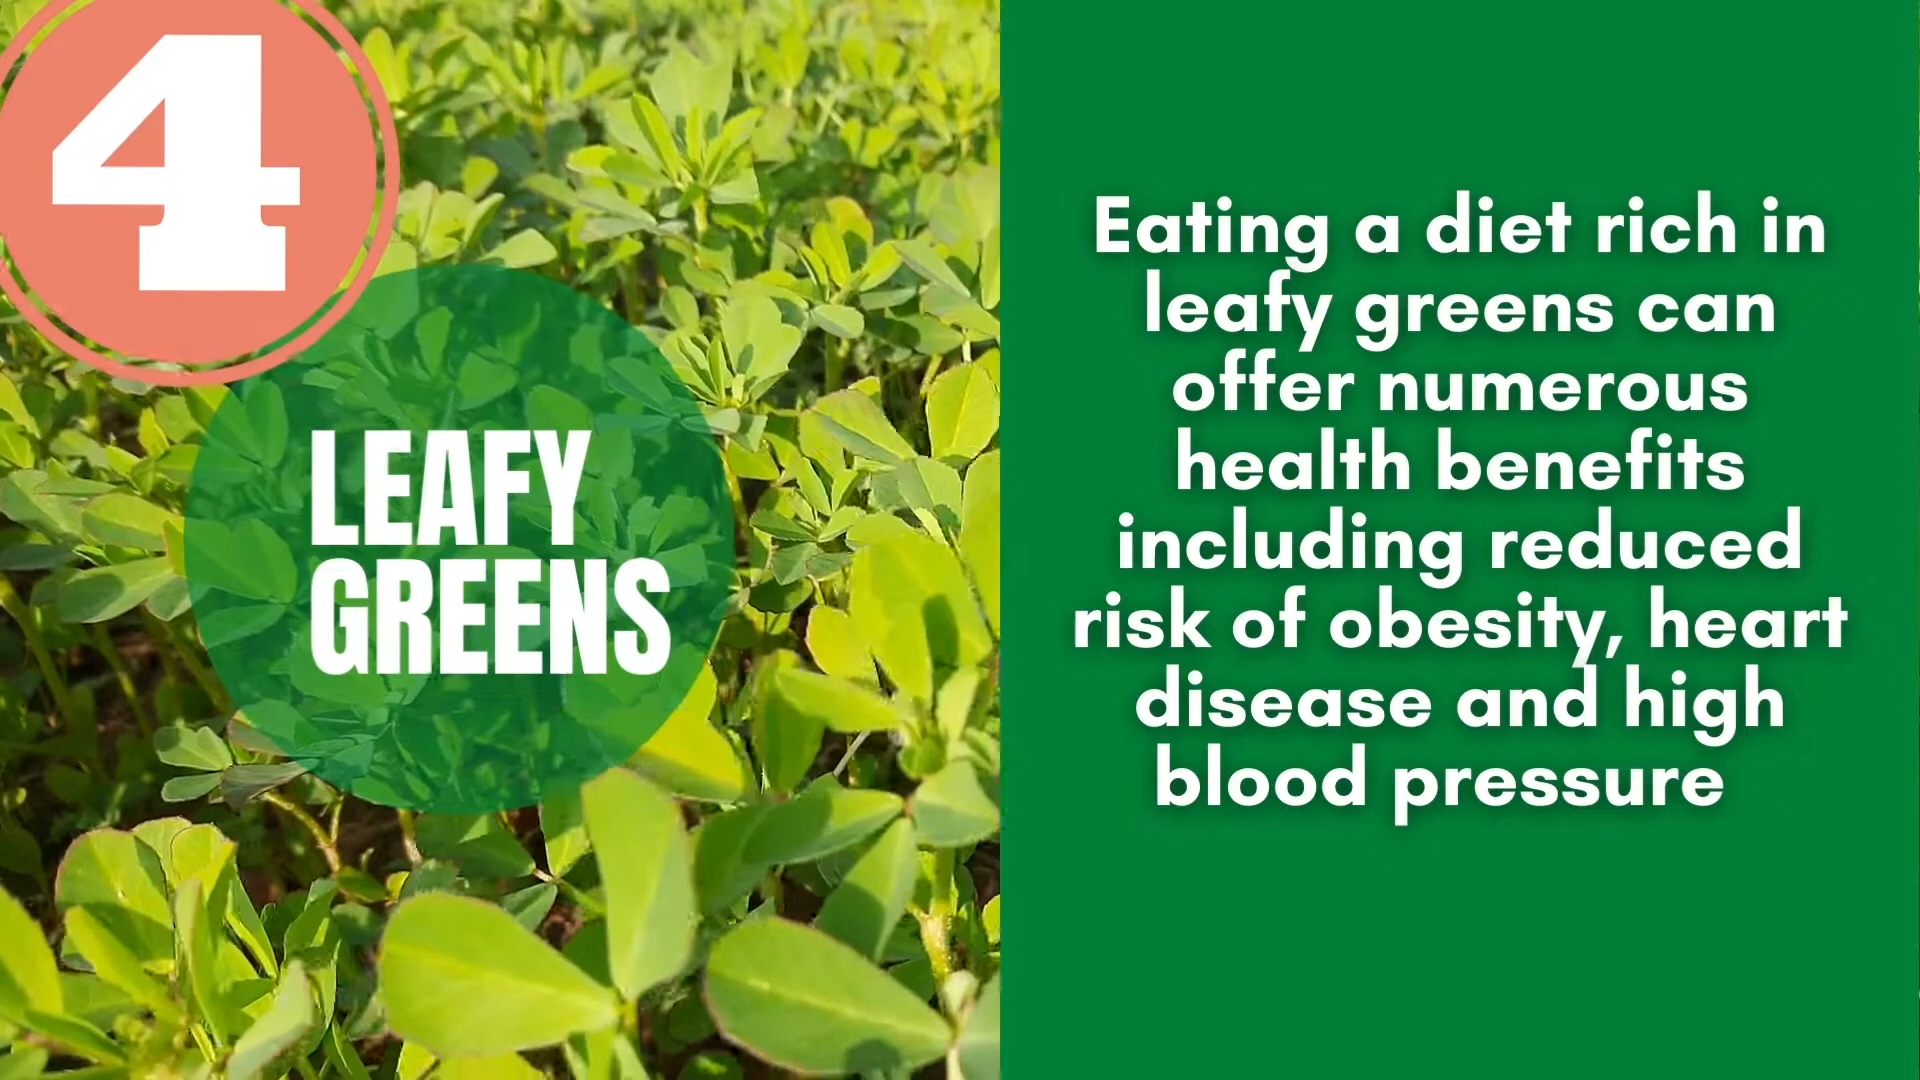 4
LEAFY
GREENS
Eating a diet rich in
leafy greens can
offer numerous
health benefits
including reduced
risk of obesity, heart
disease and high
blood pressure